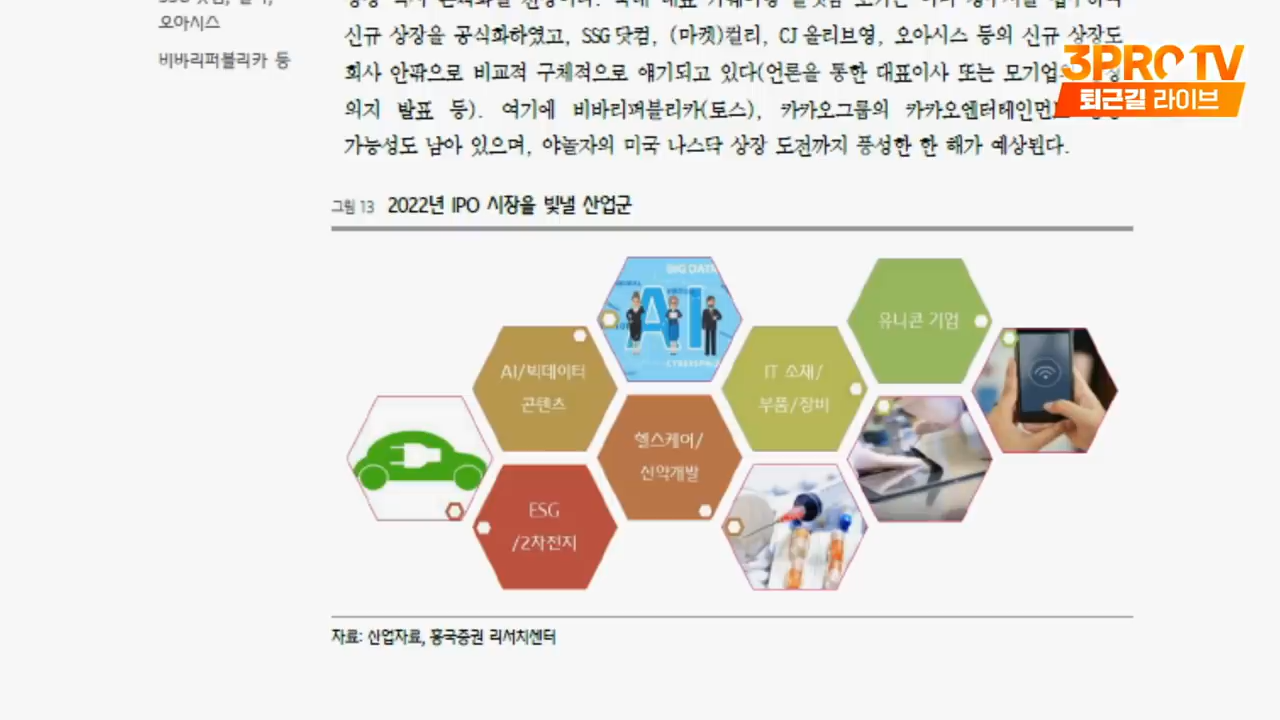 오아시스
비바리퍼블리카 등
신규 상장을 공식화하였고, SSG닷컴, (마켓)컬리, CJ올리브영, 오아시스 등의 신규 상장도
회사 안팎으로 비교적 구체적으로 얘기되고 있다(언론을 통한 대표이사 또는 모기업
의지 발표 등). 여기에 비바리퍼블리카(토스), 카카오그룹의 카카오엔터테인먼트
가능성도 남아 있으며, 야놀자의 미국 나스닥 상장 도전까지 풍성한 한 해가 예상된다.
3PRO TV
퇴근길 라이브
그림 13 2022년 IPO 시장을 빛낼 산업군
BIG DATA
AI
유니콘 기업
AI/빅데이터
콘텐츠
IT 소재/
부품/장비
헬스케어/
신약개발
ESG
/2차전지
자료: 산업자료, 흥국증권 리서치센터